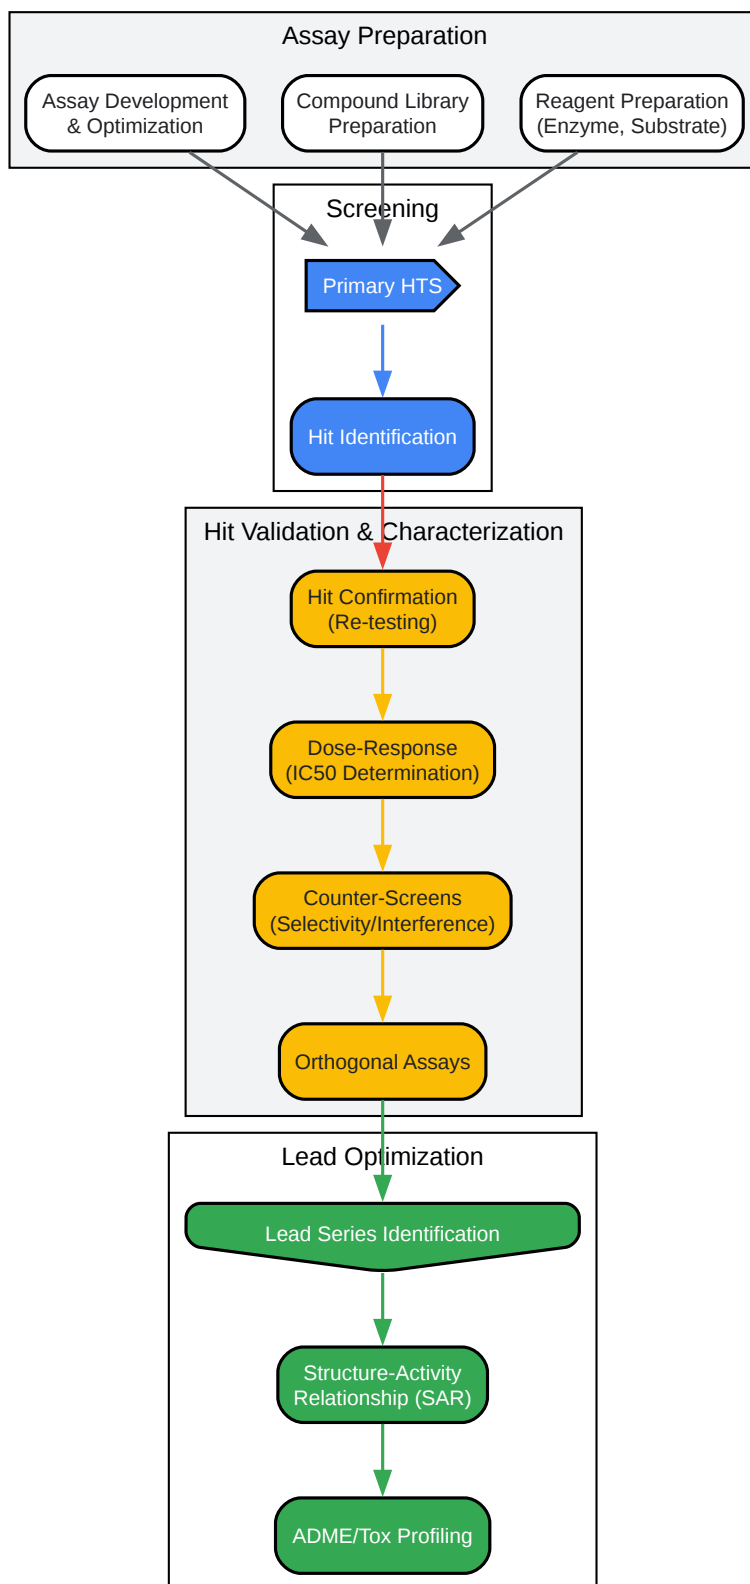 Assay Preparation
Assay Development
& Optimization
Compound Library
Preparation
Reagent Preparation
(Enzyme, Substrate)
Screening
Primary HTS
Hit Identification
Hit Validation & Characterization
Hit Confirmation
(Re-testing)
Dose-Response
(IC50 Determination)
Counter-Screens
(Selectivity/Interference)
Orthogonal Assays
Lead Optimization
Lead Series Identification
Structure-Activity
Relationship (SAR)
ADME/Tox Profiling